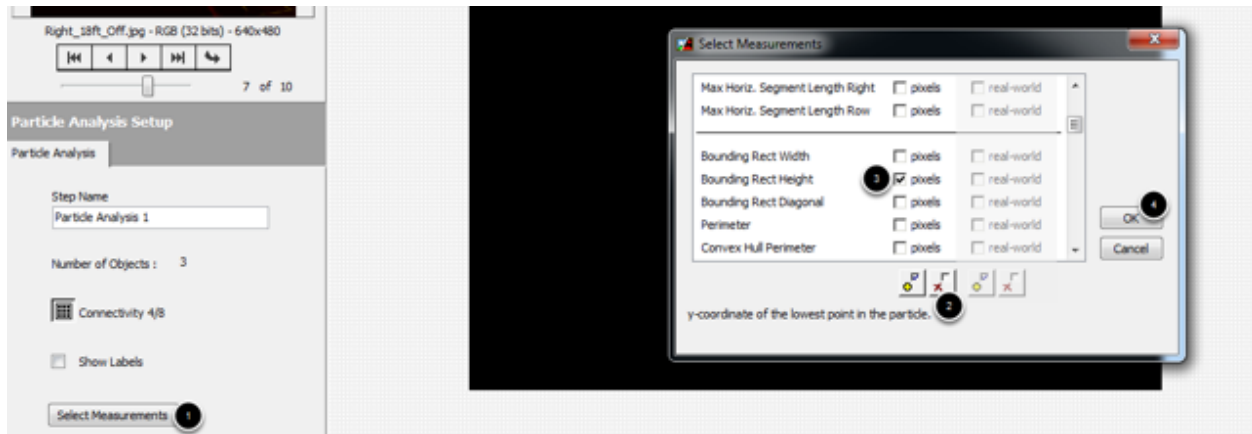 Right_18ft_Off.jpg - RGB (32 bits) - 640x480
7 of 10
Particle Analysis Setup
Particle Analysis
Step Name
Particle Analysis 1
Number of Objects : 3
Connectivity 4/8
Show Labels
Select Measurements 1
Select Measurements
Max Horiz. Segment Length Right pixels real-world
Max Horiz. Segment Length Row pixels real-world
Bounding Rect Width pixels real-world
Bounding Rect Height 3 pixels real-world
Bounding Rect Diagonal pixels real-world
Perimeter pixels real-world
Convex Hull Perimeter pixels real-world
OK 4
Cancel
2
y-coordinate of the lowest point in the particle.